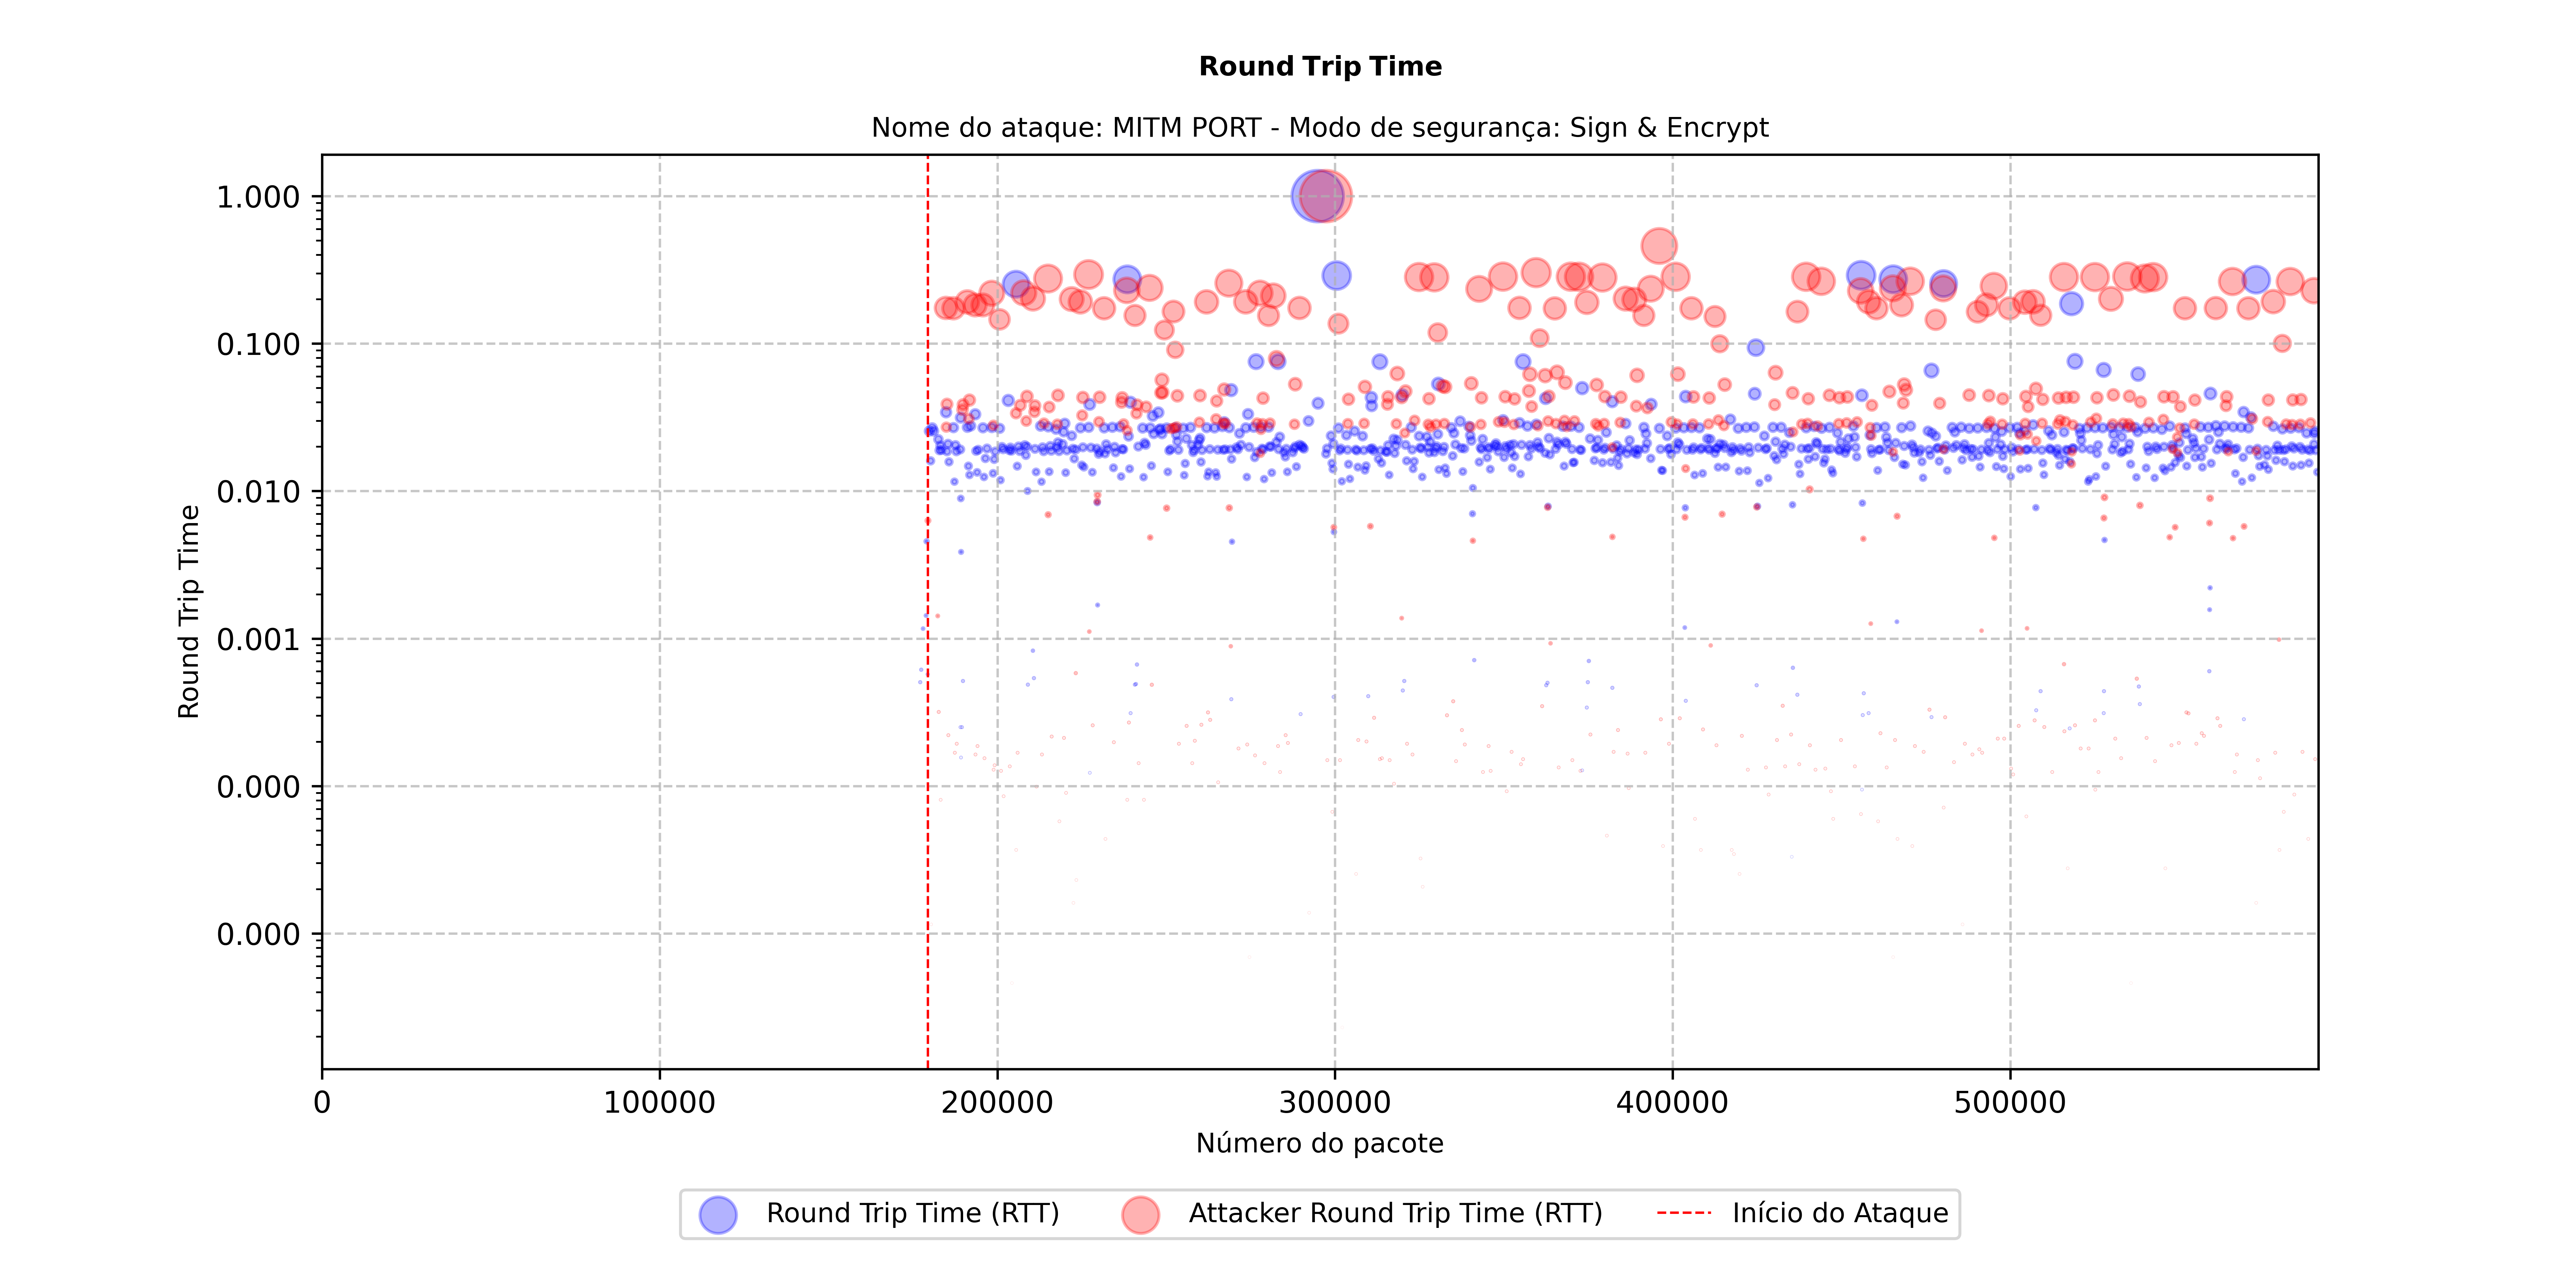 Round Trip Time
Nome do ataque: MITM PORT - Modo de segurança: Sign & Encrypt
1.000
0.100
0.010
0.001
0.000
0.000
Round Trip Time
0 100000 200000 300000 400000 500000
Número do pacote
Round Trip Time (RTT) Attacker Round Trip Time (RTT) Início do Ataque